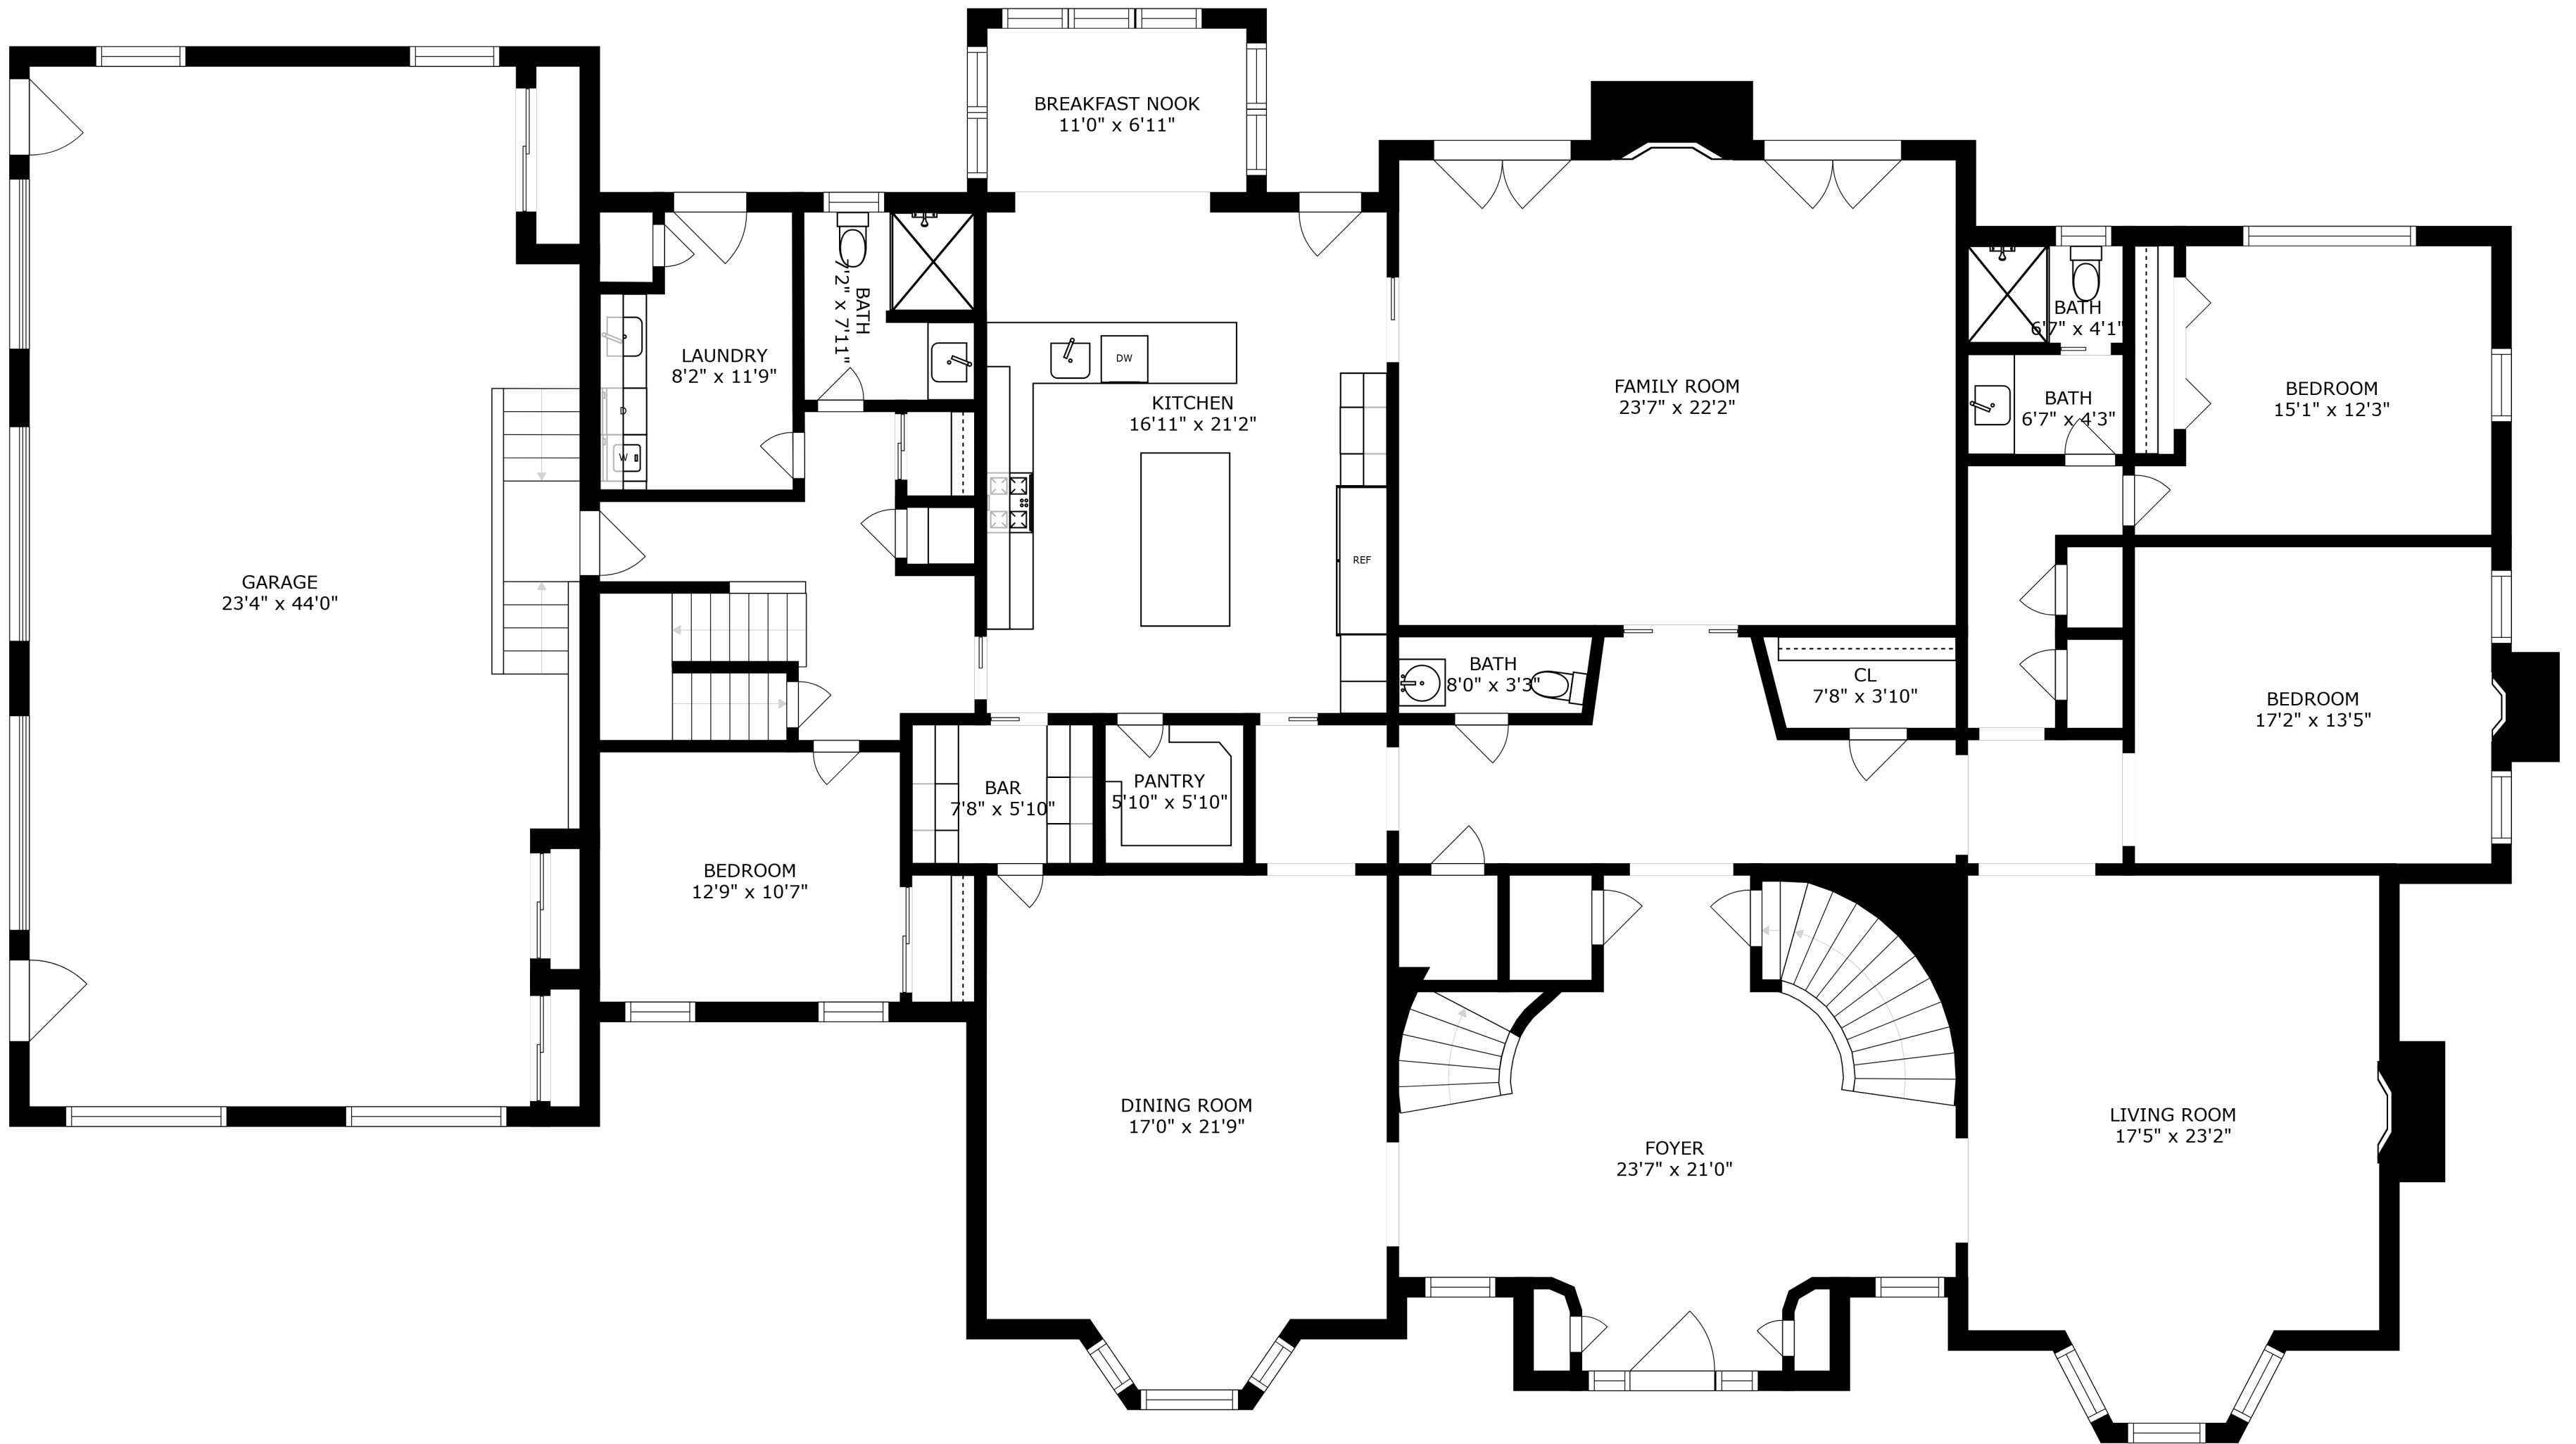 BREAKFAST NOOK
11'0" x 6'11"
BATH
7'2" x 7'11"
LAUNDRY
8'2" x 11'9"
D
W
DW
KITCHEN
16'11" x 21'2"
REF
FAMILY ROOM
23'7" x 22'2"
BATH
6'7" x 4'1"
BATH
6'7" x 4'3"
BEDROOM
15'1" x 12'3"
GARAGE
23'4" x 44'0"
BATH
8'0" x 3'3"
CL
7'8" x 3'10"
BEDROOM
17'2" x 13'5"
BAR
7'8" x 5'10"
PANTRY
5'10" x 5'10"
BEDROOM
12'9" x 10'7"
DINING ROOM
17'0" x 21'9"
FOYER
23'7" x 21'0"
LIVING ROOM
17'5" x 23'2"